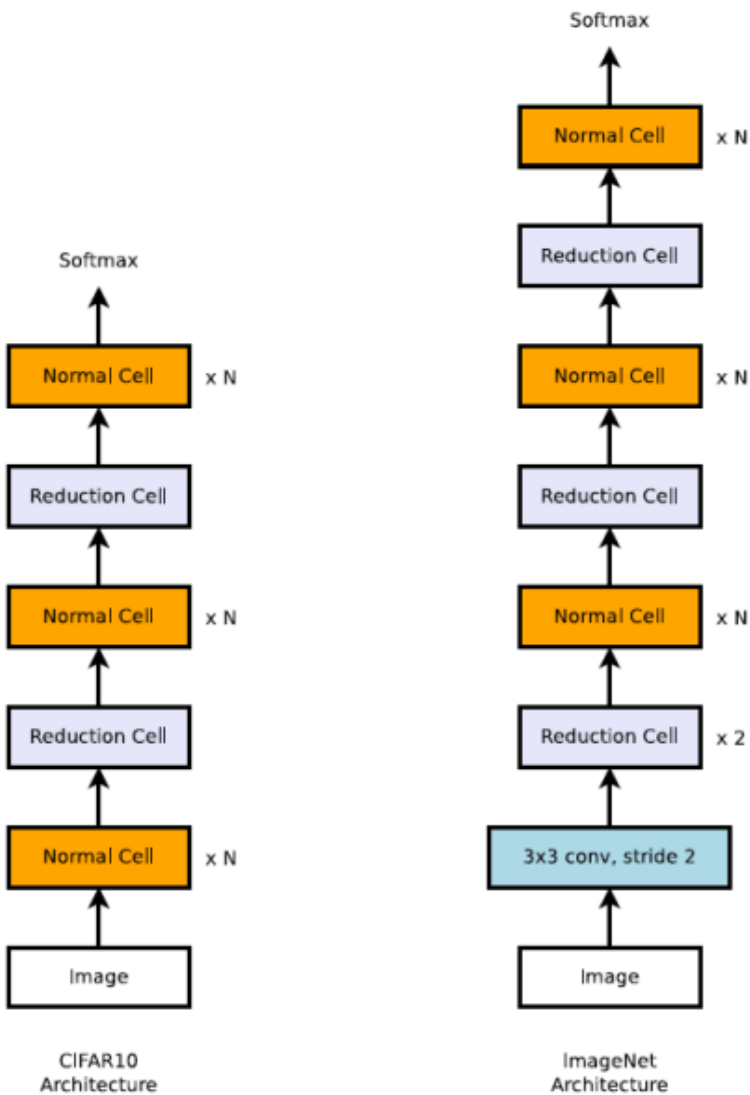 Softmax
Normal Cell x N
Reduction Cell
Normal Cell x N
Reduction Cell
Normal Cell x N
Image
CIFAR10
Architecture
Softmax
Normal Cell x N
Reduction Cell
Normal Cell x N
Reduction Cell
Normal Cell x N
Reduction Cell x 2
3x3 conv, stride 2
Image
ImageNet
Architecture